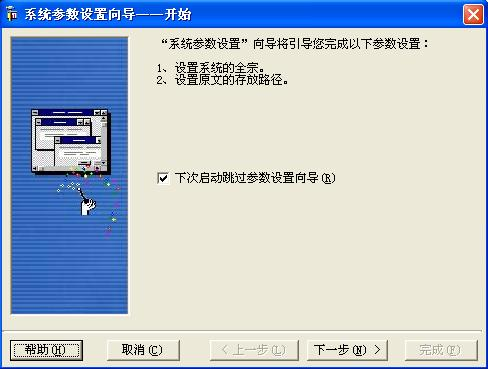 系统参数设置向导——开始
“系统参数设置”向导将引导您完成以下参数设置：
1、设置系统的全宗。
2、设置原文的存放路径。
下次启动跳过参数设置向导(R)
帮助(H) 取消(C) < 上一步(L) 下一步(N) > 完成(F)